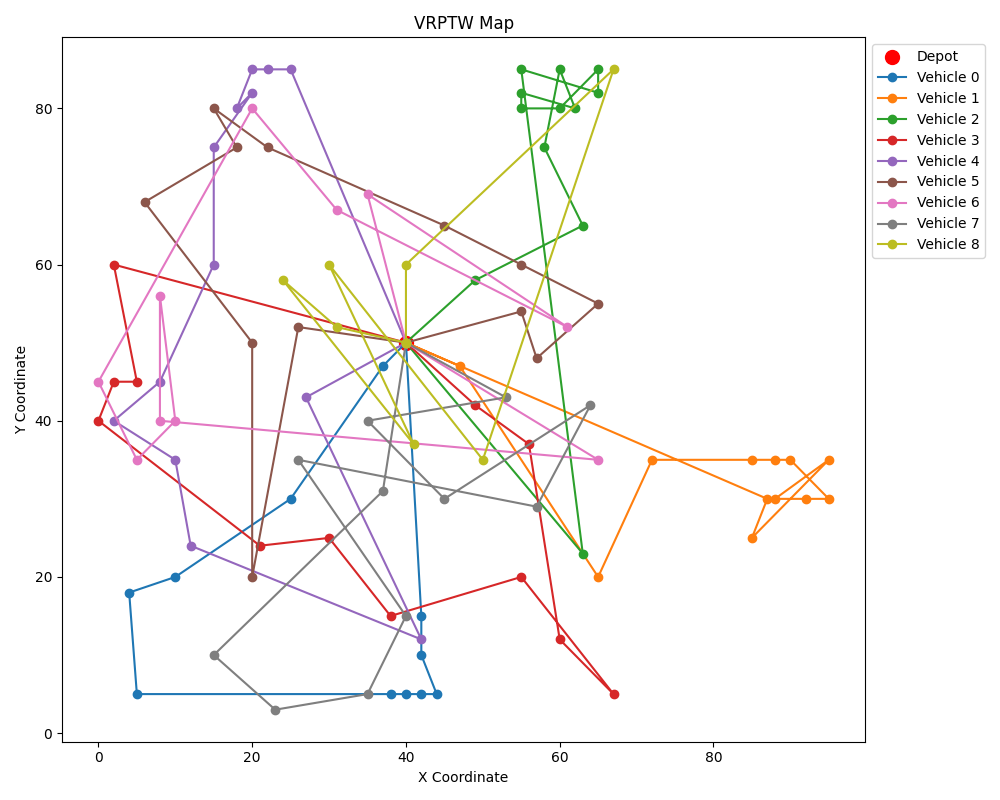 VRPTW Map
Depot
Vehicle 0
Vehicle 1
Vehicle 2
Vehicle 3
Vehicle 4
Vehicle 5
Vehicle 6
Vehicle 7
Vehicle 8
Y Coordinate
80
60
40
20
0
0 20 40 60 80
X Coordinate